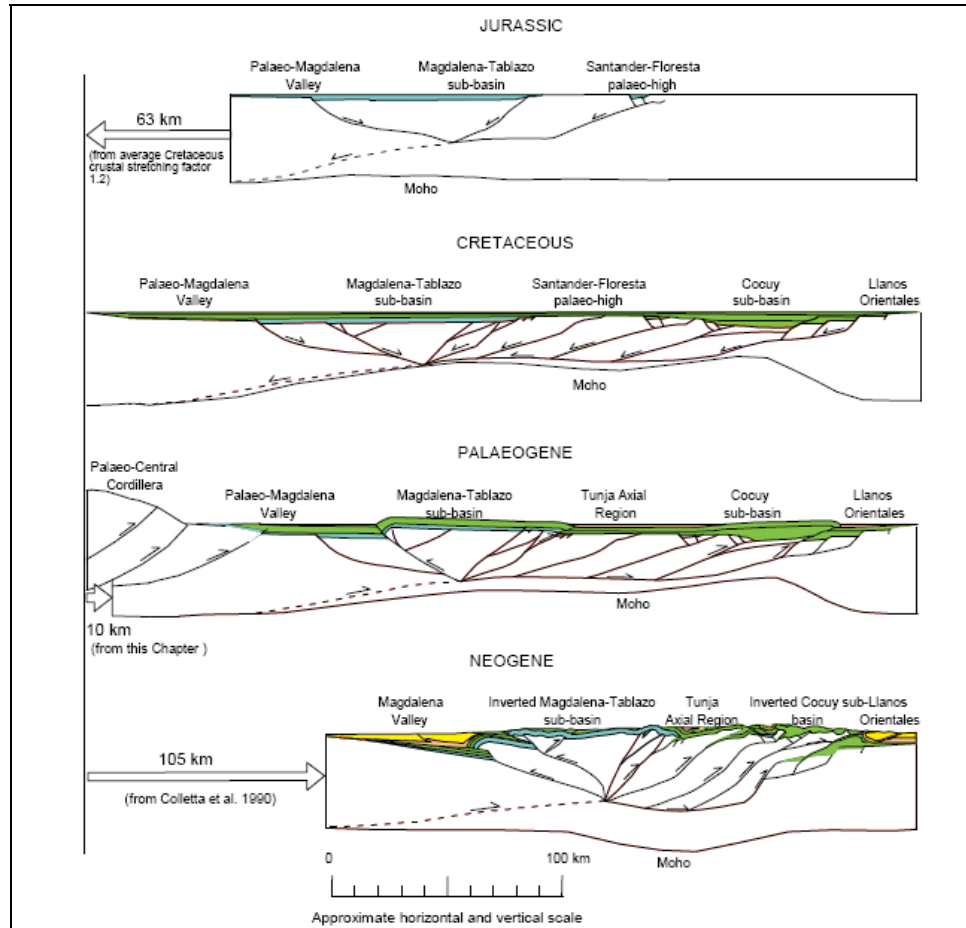 JURASSIC
Palaeo-Magdalena Magdalena-Tablazo Santander-Floresta
Valley sub-basin palaeo-high
63 km
(from average Cretaceous
crustal stretching factor
1.2)
Moho
CRETACEOUS
Palaeo-Magdalena Magdalena-Tablazo Santander-Floresta Cocuy Llanos
Valley sub-basin palaeo-high sub-basin Orientales
Moho
PALAEOGENE
Palaeo-Central
Cordillera
Palaeo-Magdalena Magdalena-Tablazo Tunja Axial Cocuy Llanos
Valley sub-basin Region sub-basin Orientales
Moho
10 km
(from this Chapter )
NEOGENE
Magdalena Inverted Magdalena-Tablazo Tunja Inverted Cocuy sub-Llanos
Valley sub-basin Axial Region basin Orientales
105 km
(from Colletta et al. 1990)
Moho
0 100 km
Approximate horizontal and vertical scale